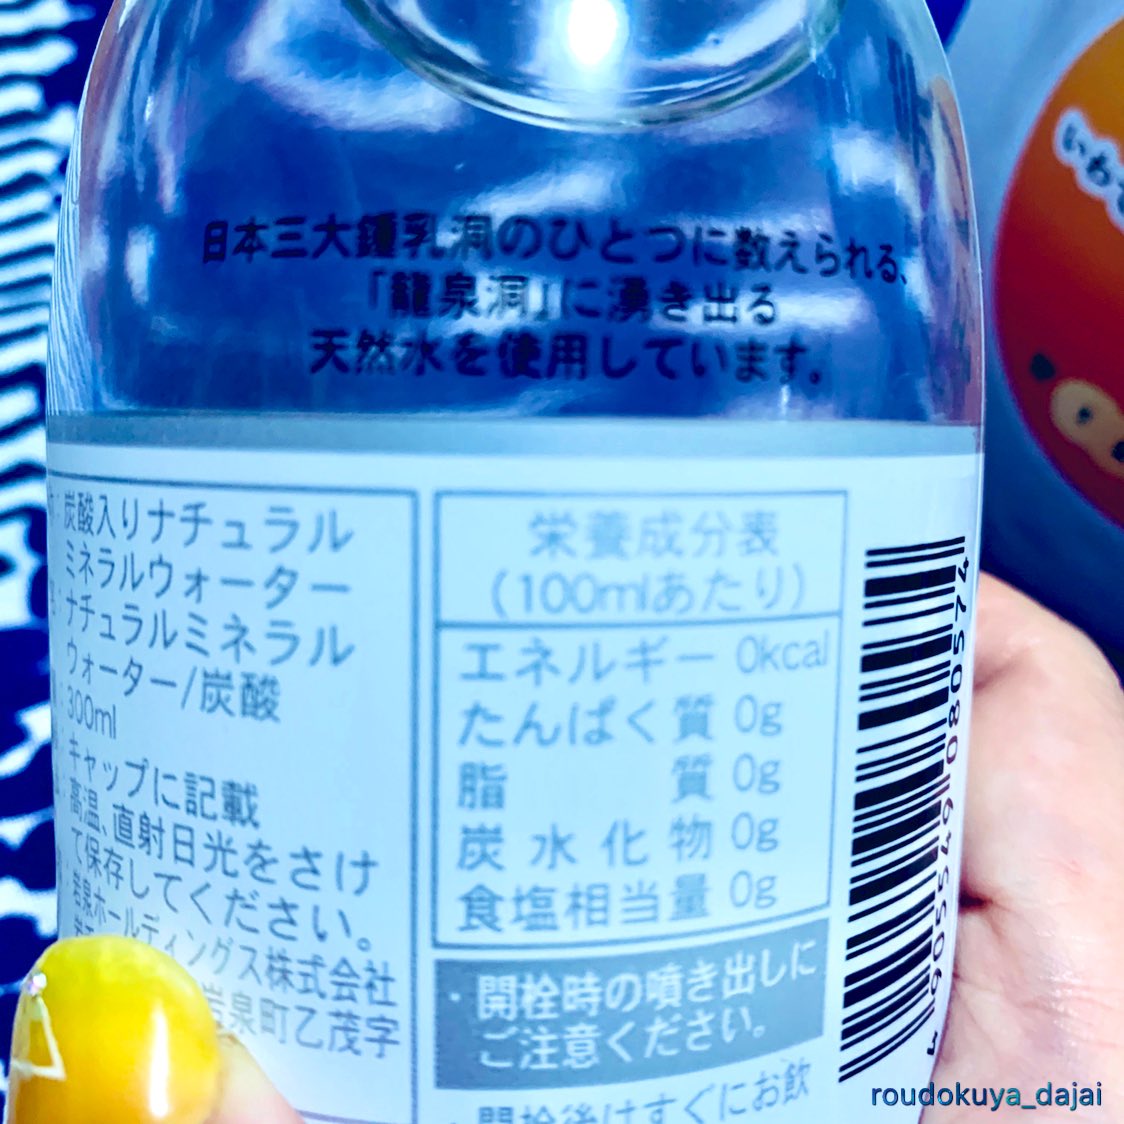 日本三大鍾乳洞のひとつに数えられる、
「龍泉洞」に湧き出る
天然水を使用しています。
炭酸入りナチュラル
ミネラルウォーター
ナチュラルミネラル
ウォーター/炭酸
300ml
キャップに記載
高温、直射日光をさけ
て保存してください。
岩泉ホールディングス株式会社
岩泉町乙茂字
栄養成分表
(100mlあたり)
エネルギー 0kcal
たんぱく質 0g
脂質 0g
炭水化物 0g
食塩相当量 0g
・開栓時の噴き出しに
ご注意ください。
開栓後はすぐにお飲
roudokuya_dajai